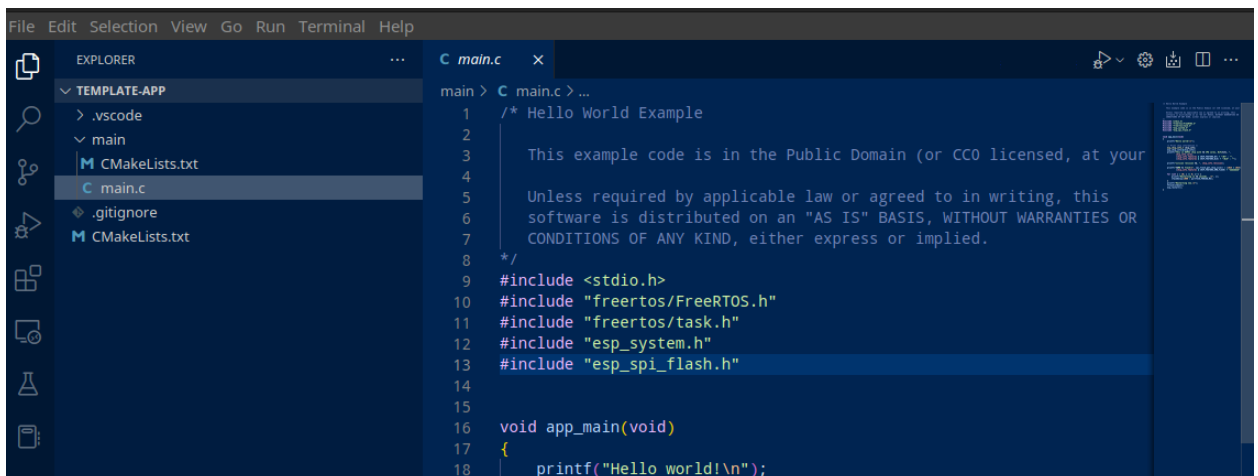 File Edit Selection View Go Run Terminal Help
EXPLORER
TEMPLATE-APP
.vscode
main
CMakeLists.txt
main.c
.gitignore
CMakeLists.txt
main.c
main > main.c > ...
1 /* Hello World Example
2
3 This example code is in the Public Domain (or CC0 licensed, at your
4
5 Unless required by applicable law or agreed to in writing, this
6 software is distributed on an "AS IS" BASIS, WITHOUT WARRANTIES OR
7 CONDITIONS OF ANY KIND, either express or implied.
8 */
9 #include <stdio.h>
10 #include "freertos/FreeRTOS.h"
11 #include "freertos/task.h"
12 #include "esp_system.h"
13 #include "esp_spi_flash.h"
14
15
16 void app_main(void)
17 {
18 printf("Hello world!\n");